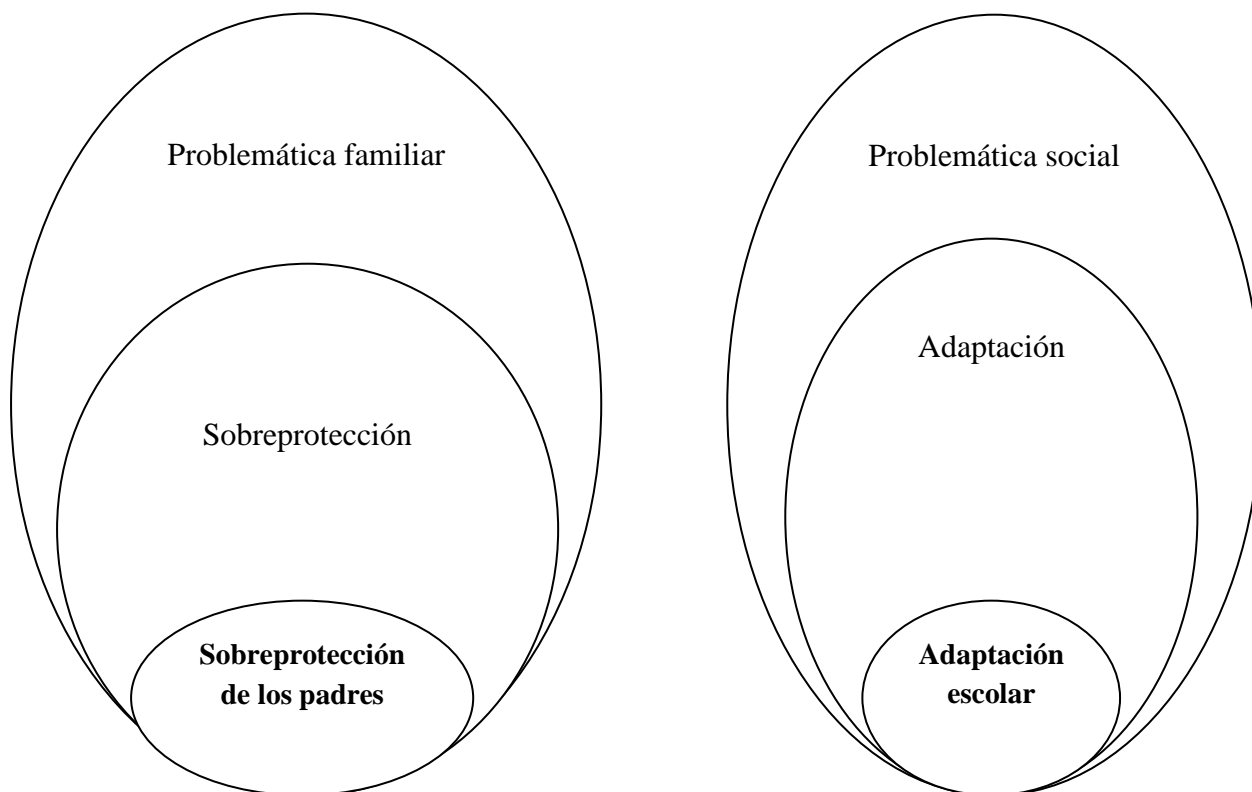 Problemática familiar
Sobreprotección
Sobreprotección
de los padres
Problemática social
Adaptación
Adaptación
escolar